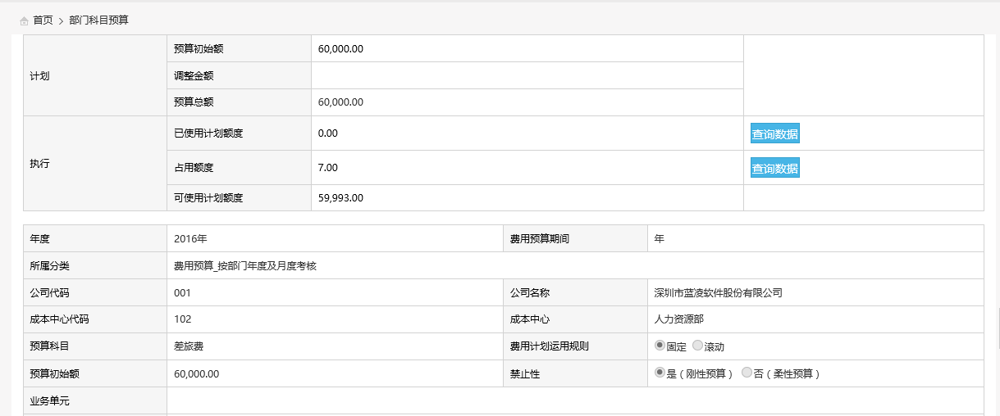 首页 > 部门科目预算
预算初始额 60,000.00
计划 调整金额
预算总额 60,000.00
已使用计划额度 0.00 查询数据
执行 占用额度 7.00 查询数据
可使用计划额度 59,993.00
年度 2016年 费用预算期间 年
所属分类 费用预算_按部门年度及月度考核
公司代码 001 公司名称 深圳市蓝凌软件股份有限公司
成本中心代码 102 成本中心 人力资源部
预算科目 差旅费 费用计划运用规则 固定 滚动
预算初始额 60,000.00 禁止性 是（刚性预算） 否（柔性预算）
业务单元